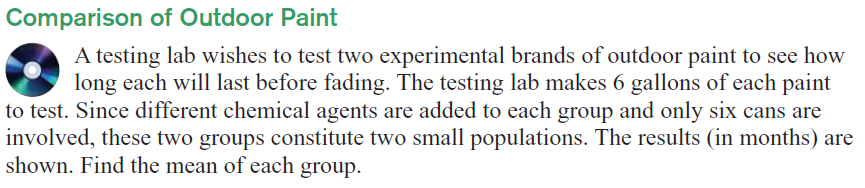 Comparison of Outdoor Paint
A testing lab wishes to test two experimental brands of outdoor paint to see how
long each will last before fading. The testing lab makes 6 gallons of each paint
to test. Since different chemical agents are added to each group and only six cans are
involved, these two groups constitute two small populations. The results (in months) are
shown. Find the mean of each group.